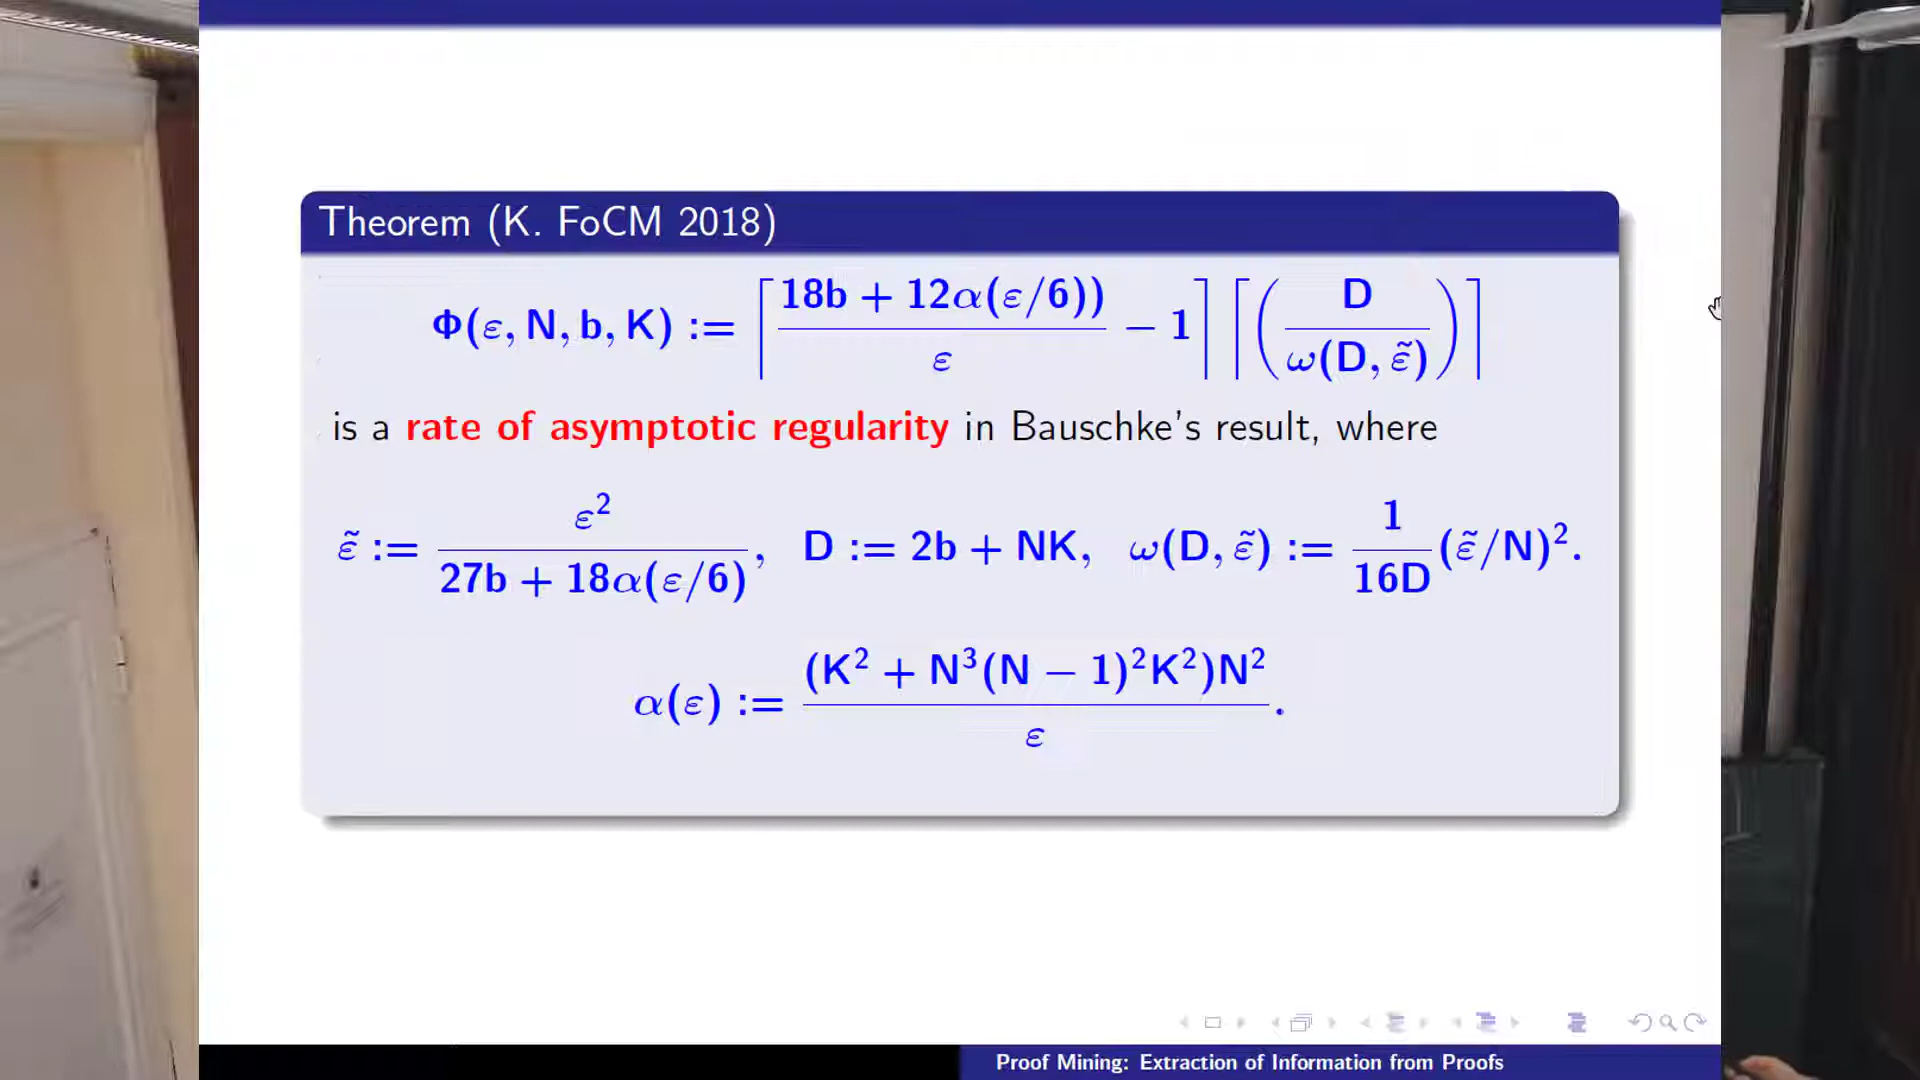 Theorem (K. FoCM 2018)
Φ(ε, N, b, K) := ⌈(18b + 12α(ε/6))) / ε − 1⌉ ⌈(D / ω(D, ε̃))⌉
is a rate of asymptotic regularity in Bauschke's result, where
ε̃ := ε² / (27b + 18α(ε/6)), D := 2b + NK, ω(D, ε̃) := 1/16D (ε̃/N)².
α(ε) := (K² + N³(N − 1)²K²)N² / ε.
Proof Mining: Extraction of Information from Proofs